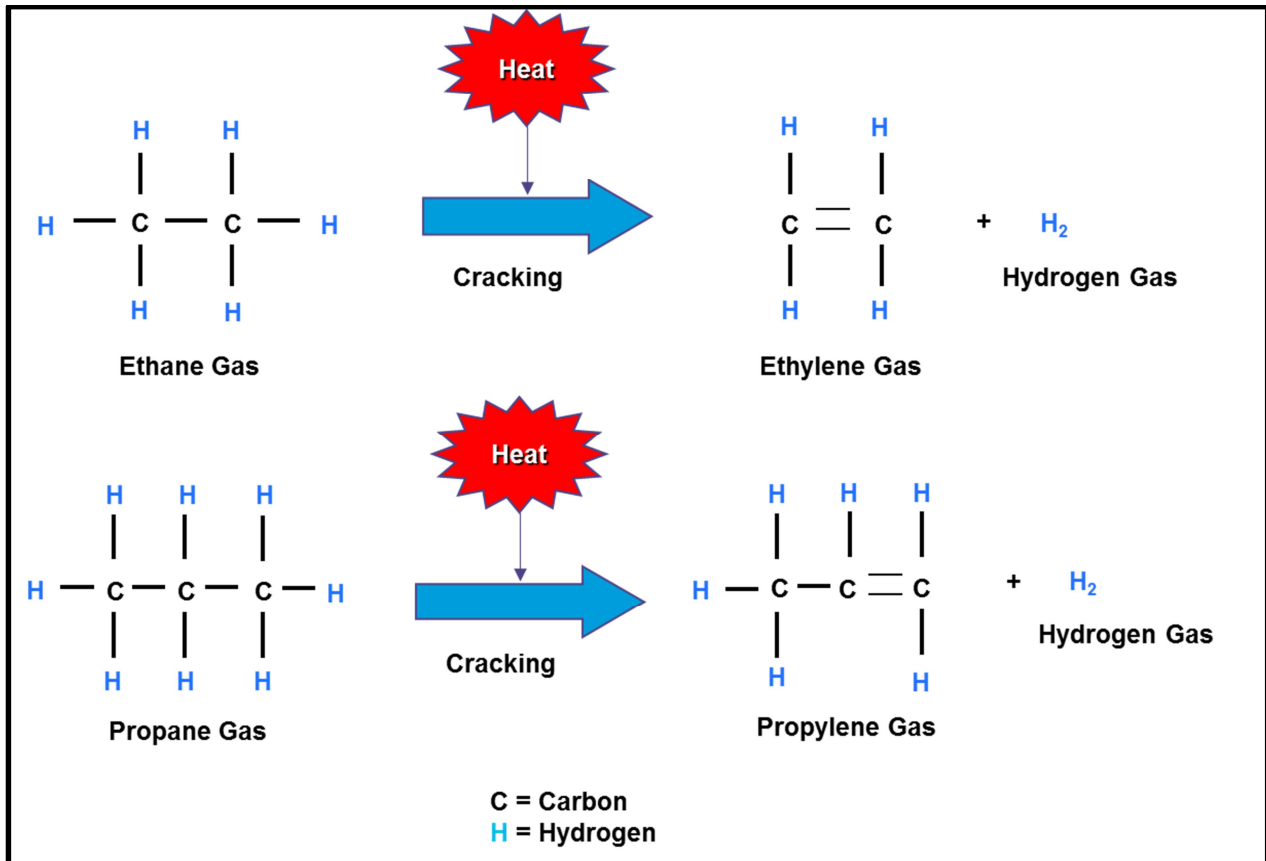 Heat
H H
H C C H
H H
Ethane Gas
Cracking
H H
C C
H H
Ethylene Gas
+ H₂
Hydrogen Gas
Heat
H H H
H C C C H
H H H
Propane Gas
Cracking
H H H
H C C C
H H
Propylene Gas
+ H₂
Hydrogen Gas
C = Carbon
H = Hydrogen